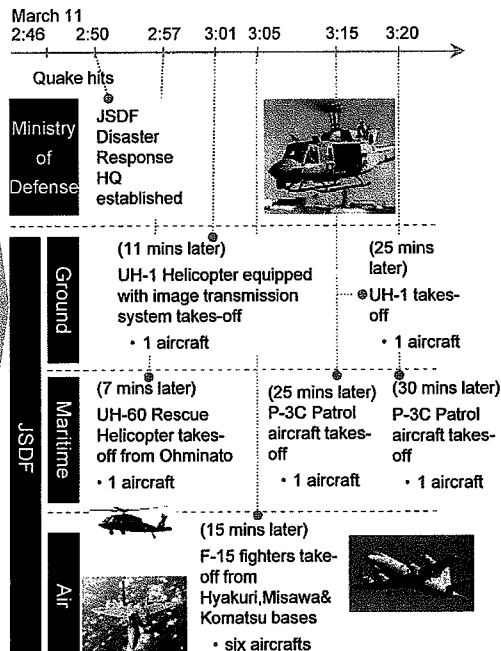 March 11
2:46 2:50 2:57 3:01 3:05 3:15 3:20
Quake hits
Ministry
of
Defense
JSDF
Disaster
Response
HQ
established
JSDF
Ground
(11 mins later)
UH-1 Helicopter equipped
with image transmission
system takes-off
• 1 aircraft
(25 mins
later)
UH-1 takes-
off
• 1 aircraft
Maritime
(7 mins later)
UH-60 Rescue
Helicopter takes-
off from Ohminato
• 1 aircraft
(25 mins later)
P-3C Patrol
aircraft takes-
off
• 1 aircraft
(30 mins later)
P-3C Patrol
aircraft takes-
off
• 1 aircraft
Air
(15 mins later)
F-15 fighters take-
off from
Hyakuri,Misawa&
Komatsu bases
• six aircrafts